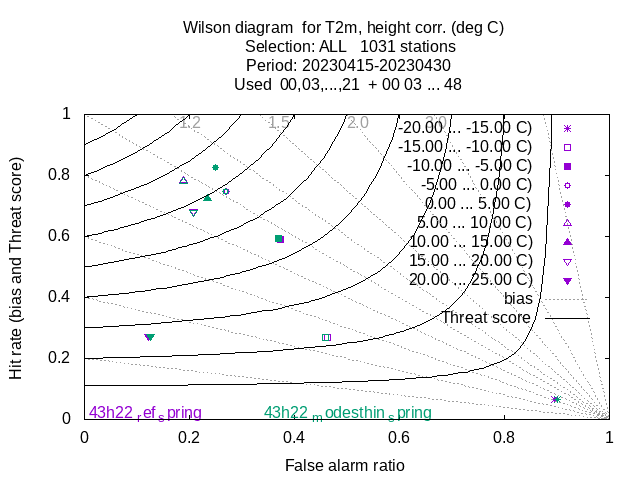 Wilson diagram  for T2m, height corr. (deg C)
Selection: ALL   1031 stations
Period: 20230415-20230430
Used  00,03,...,21  + 00 03 ... 48
Hit rate (bias and Threat score)
1
0.8
0.6
0.4
0.2
0
1.2
1.5
2.0
3.0
-20.00 ... -15.00 C)
-15.00 ... -10.00 C)
-10.00 ... -5.00 C)
-5.00 ... 0.00 C)
0.00 ... 5.00 C)
5.00 ... 10.00 C)
10.00 ... 15.00 C)
15.00 ... 20.00 C)
20.00 ... 25.00 C)
bias
Threat score
43h22ref spring
43h22modesthin spring
0 0.2 0.4 0.6 0.8 1
False alarm ratio